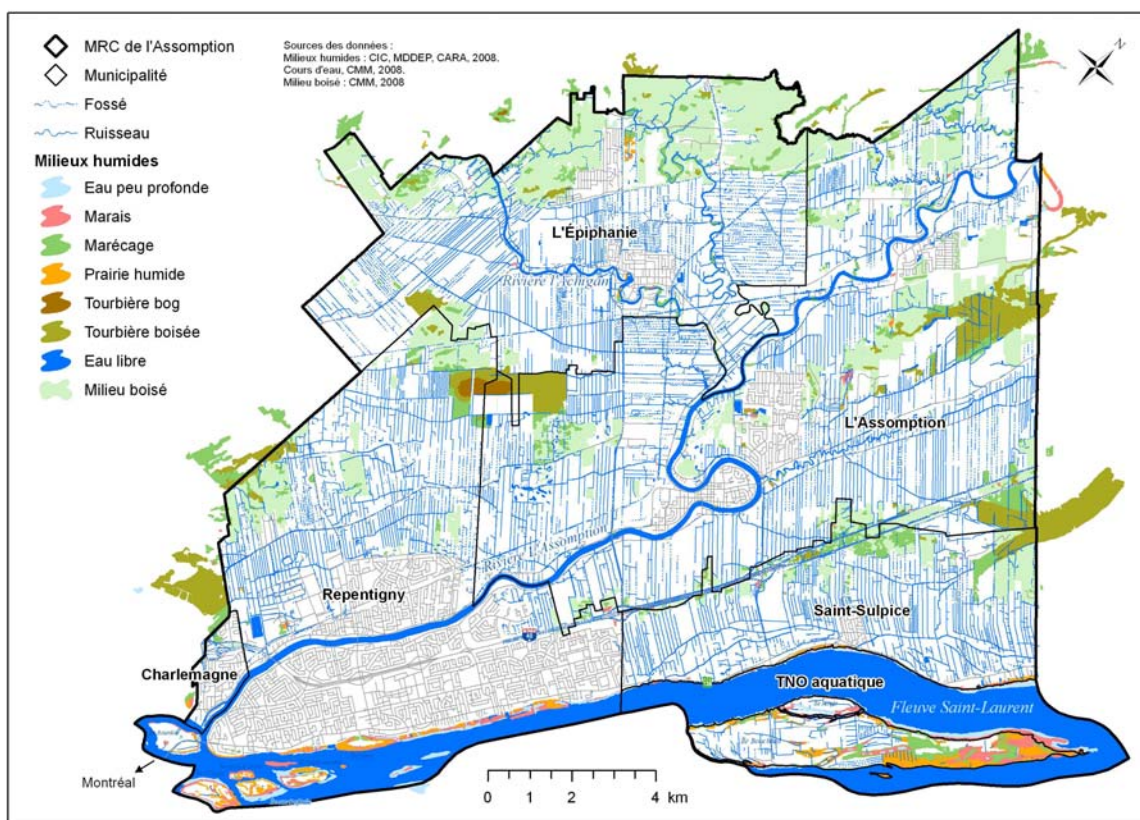 MRC de l'Assomption
Municipalité
Fossé
Ruisseau
Milieux humides
Eau peu profonde
Marais
Marécage
Prairie humide
Tourbière bog
Tourbière boisée
Eau libre
Milieu boisé
Sources des données :
Milieux humides : CIC, MDDEP, CARA, 2008.
Cours d'eau, CMM, 2008.
Milieu boisé : CMM, 2008
N
L'Épiphanie
Rivière l'Achigan
L'Assomption
Rivière L'Assomption
Repentigny
Saint-Sulpice
Charlemagne
TNO aquatique
Fleuve Saint-Laurent
Montréal
0 1 2 4 km